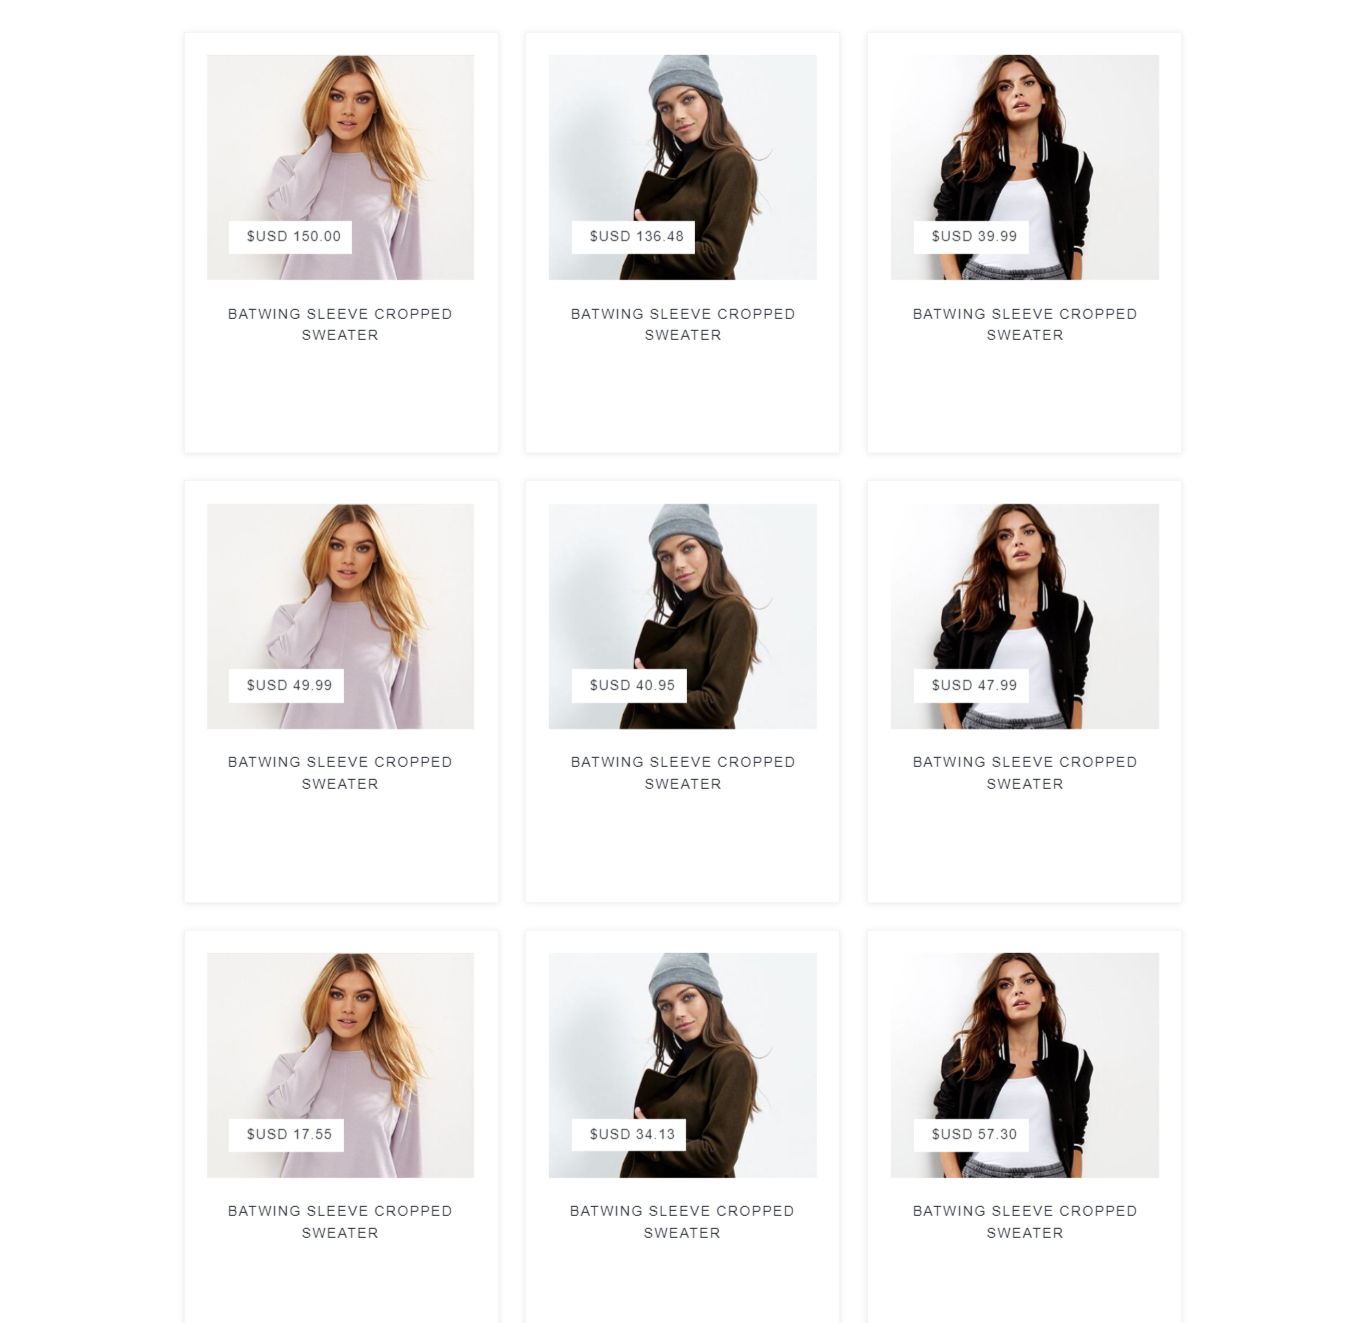 $USD 150.00
BATWING SLEEVE CROPPED
SWEATER
$USD 136.48
BATWING SLEEVE CROPPED
SWEATER
$USD 39.99
BATWING SLEEVE CROPPED
SWEATER
$USD 49.99
BATWING SLEEVE CROPPED
SWEATER
$USD 40.95
BATWING SLEEVE CROPPED
SWEATER
$USD 47.99
BATWING SLEEVE CROPPED
SWEATER
$USD 17.55
BATWING SLEEVE CROPPED
SWEATER
$USD 34.13
BATWING SLEEVE CROPPED
SWEATER
$USD 57.30
BATWING SLEEVE CROPPED
SWEATER